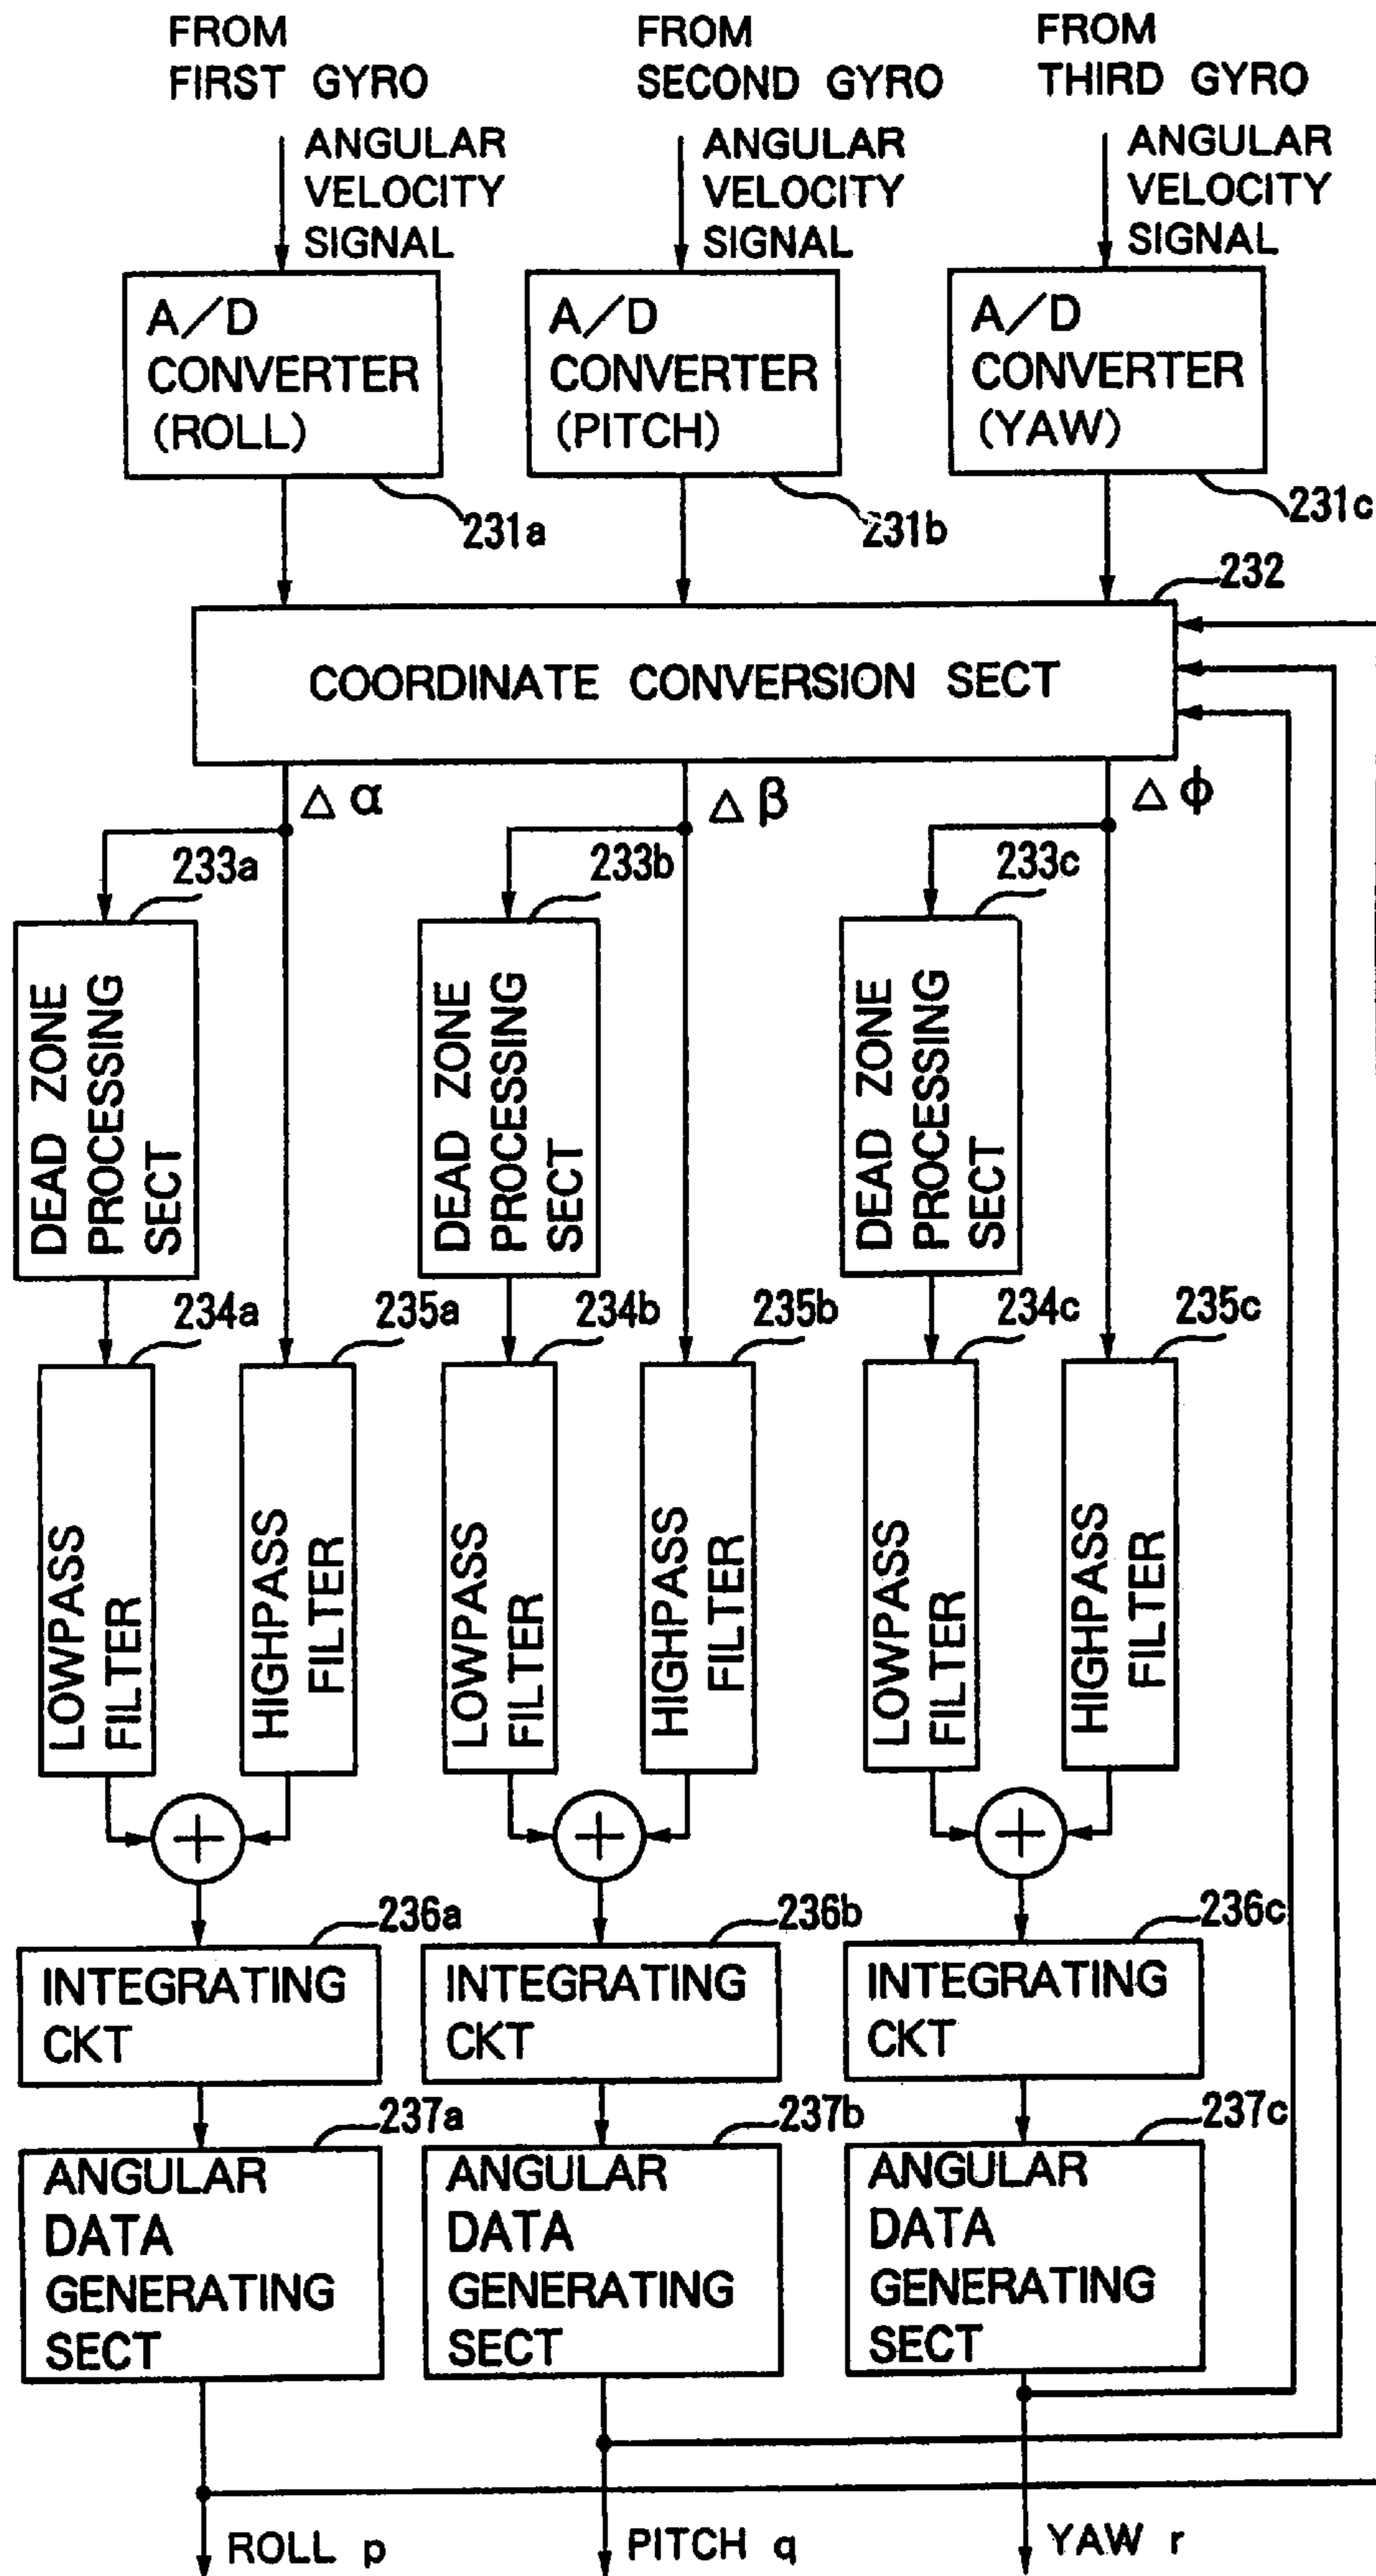 FROM
FIRST GYRO
FROM
SECOND GYRO
FROM
THIRD GYRO
ANGULAR
VELOCITY
SIGNAL
ANGULAR
VELOCITY
SIGNAL
ANGULAR
VELOCITY
SIGNAL
A/D
CONVERTER
(ROLL)
A/D
CONVERTER
(PITCH)
A/D
CONVERTER
(YAW)
231a
231b
231c
232
COORDINATE CONVERSION SECT
△α
△β
△ϕ
233a
233b
233c
DEAD ZONE
PROCESSING
SECT
DEAD ZONE
PROCESSING
SECT
DEAD ZONE
PROCESSING
SECT
234a
235a
234b
235b
234c
235c
LOWPASS
FILTER
HIGHPASS
FILTER
LOWPASS
FILTER
HIGHPASS
FILTER
LOWPASS
FILTER
HIGHPASS
FILTER
+
+
+
236a
236b
236c
INTEGRATING
CKT
INTEGRATING
CKT
INTEGRATING
CKT
237a
237b
237c
ANGULAR
DATA
GENERATING
SECT
ANGULAR
DATA
GENERATING
SECT
ANGULAR
DATA
GENERATING
SECT
ROLL p
PITCH q
YAW r